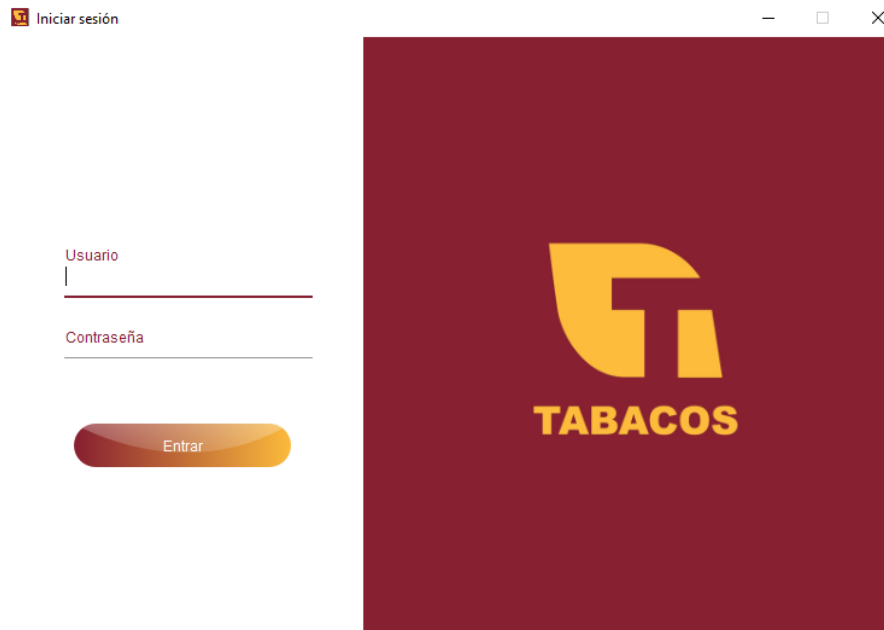 Iniciar sesión
Usuario
Contraseña
Entrar
TABACOS